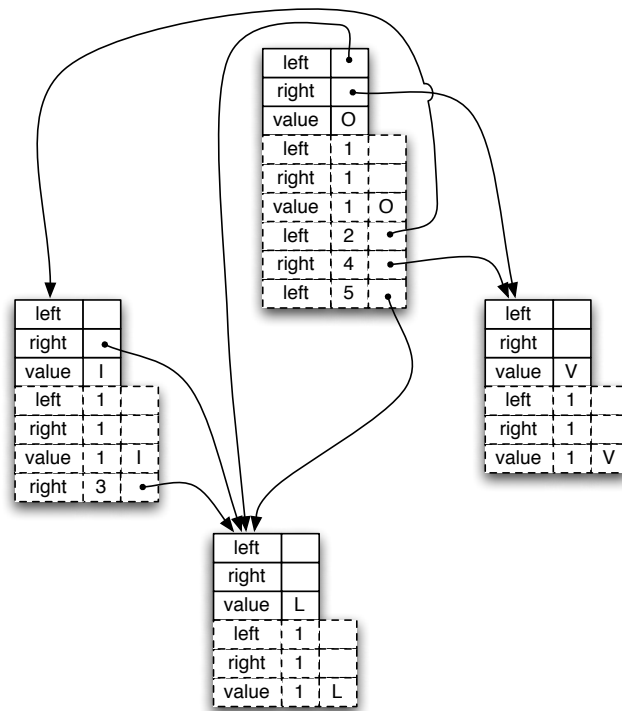 left
right
value O
left 1
right 1
value 1 O
left 2
right 4
left 5
left
right
value I
left 1
right 1
value 1 I
right 3
left
right
value V
left 1
right 1
value 1 V
left
right
value L
left 1
right 1
value 1 L